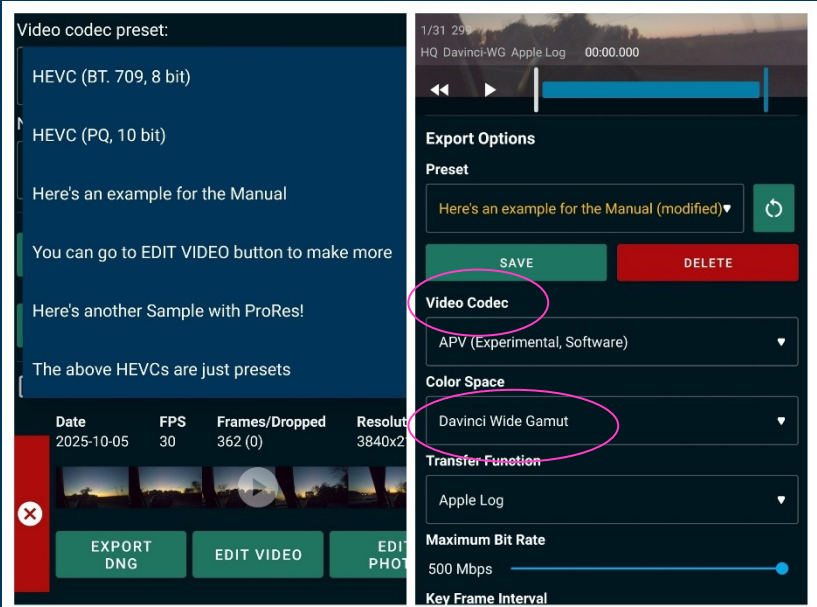 Video codec preset:
HEVC (BT. 709, 8 bit)
HEVC (PQ, 10 bit)
Here's an example for the Manual
You can go to EDIT VIDEO button to make more
Here's another Sample with ProRes!
The above HEVCs are just presets
Date FPS Frames/Dropped Resolut
2025-10-05 30 362 (0) 3840x2
EXPORT
DNG
EDIT VIDEO
EDI
PHOT
1/31 299
HQ Davinci-WG Apple Log 00:00.000
Export Options
Preset
Here's an example for the Manual (modified)
SAVE DELETE
Video Codec
APV (Experimental, Software)
Color Space
Davinci Wide Gamut
Transfer Function
Apple Log
Maximum Bit Rate
500 Mbps
Key Frame Interval